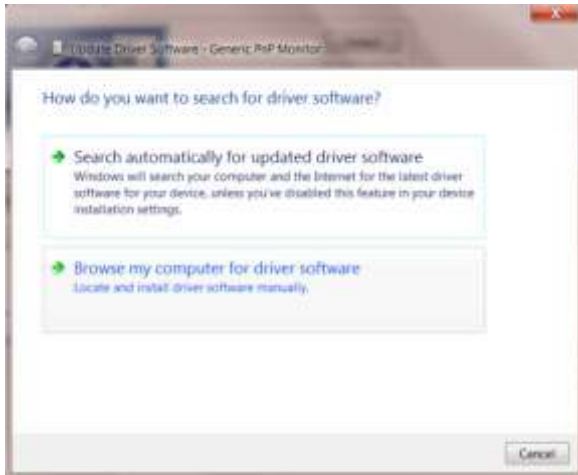 Update Driver Software - Generic PnP Monitor
How do you want to search for driver software?
Search automatically for updated driver software
Windows will search your computer and the Internet for the latest driver
software for your device, unless you've disabled this feature in your device
installation settings.
Browse my computer for driver software
Locate and install driver software manually.
Cancel